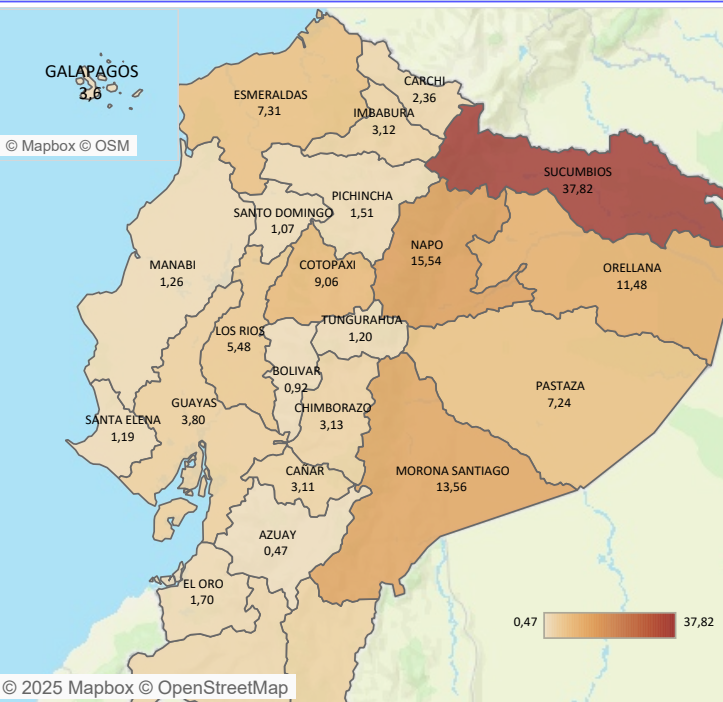 GALAPAGOS
3,6
© Mapbox © OSM
ESMERALDAS
7,31
CARCHI
2,36
IMBABURA
3,12
SUCUMBIOS
37,82
PICHINCHA
1,51
SANTO DOMINGO
1,07
NAPO
15,54
MANABI
1,26
COTOPAXI
9,06
ORELLANA
11,48
LOS RIOS
5,48
TUNGURAHUA
1,20
BOLIVAR
0,92
PASTAZA
7,24
GUAYAS
3,80
CHIMBORAZO
3,13
SANTA ELENA
1,19
CAÑAR
3,11
MORONA SANTIAGO
13,56
AZUAY
0,47
EL ORO
1,70
0,47
37,82
© 2025 Mapbox © OpenStreetMap